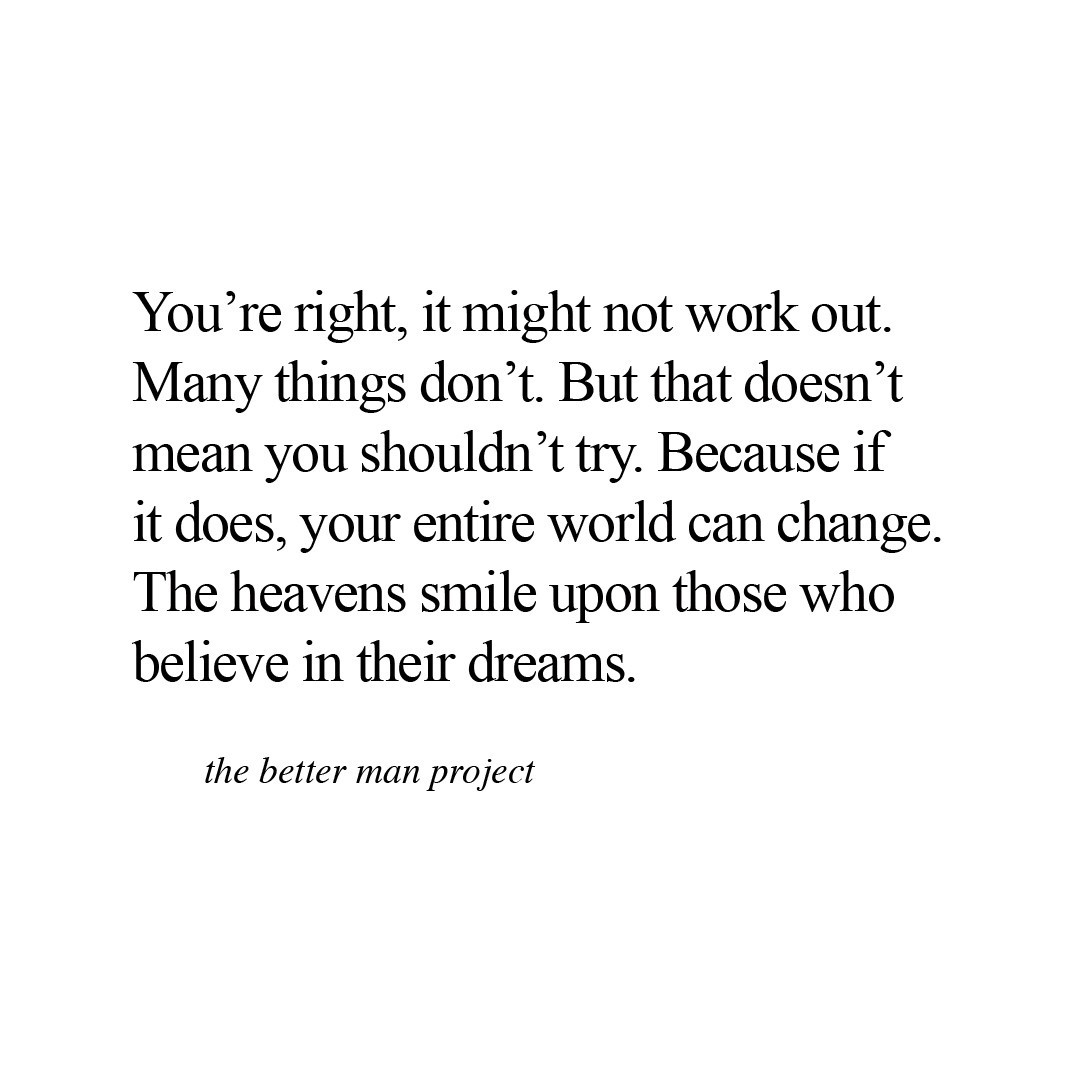 You’re right, it might not work out.
Many things don’t. But that doesn’t
mean you shouldn’t try. Because if
it does, your entire world can change.
The heavens smile upon those who
believe in their dreams.
the better man project